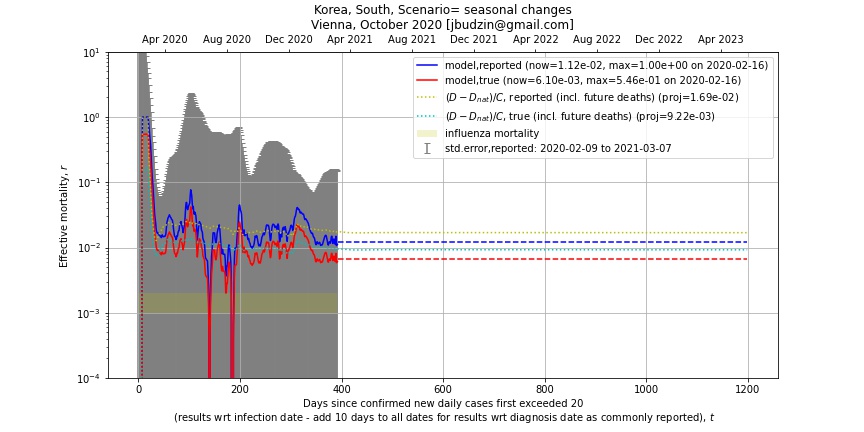 Korea, South, Scenario= seasonal changes
Vienna, October 2020 [jbudzin@gmail.com]
Apr 2020 Aug 2020 Dec 2020 Apr 2021 Aug 2021 Dec 2021 Apr 2022 Aug 2022 Dec 2022 Apr 2023
model,reported (now=1.12e-02, max=1.00e+00 on 2020-02-16)
model,true (now=6.10e-03, max=5.46e-01 on 2020-02-16)
(D − Dnat)/C, reported (incl. future deaths) (proj=1.69e-02)
(D − Dnat)/C, true (incl. future deaths) (proj=9.22e-03)
influenza mortality
std.error,reported: 2020-02-09 to 2021-03-07
Effective mortality, r
10¹
10⁰
10⁻¹
10⁻²
10⁻³
10⁻⁴
0 200 400 600 800 1000 1200
Days since confirmed new daily cases first exceeded 20
(results wrt infection date - add 10 days to all dates for results wrt diagnosis date as commonly reported), t